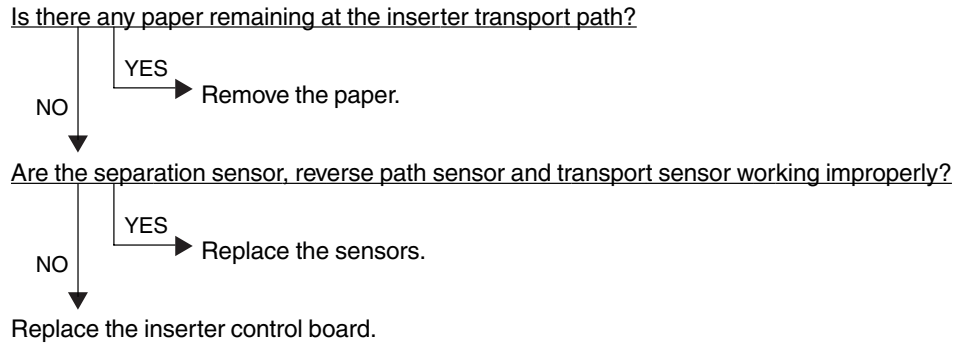 Is there any paper remaining at the inserter transport path?
YES
Remove the paper.
NO
Are the separation sensor, reverse path sensor and transport sensor working improperly?
YES
Replace the sensors.
NO
Replace the inserter control board.